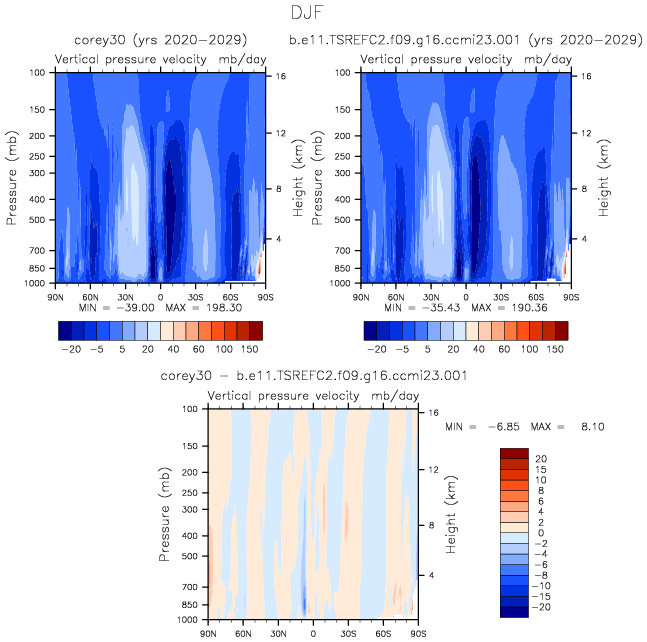 DJF
corey30 (yrs 2020-2029)
Vertical pressure velocity mb/day
Pressure (mb)
100
150
200
250
300
400
500
700
850
1000
16
12
8
4
Height (km)
90N 60N 30N 0 30S 60S 90S
MIN = -39.00 MAX = 198.30
-20 -5 5 20 40 60 100 150
b.e11.TSREFC2.f09.g16.ccmi23.001 (yrs 2020-2029)
Vertical pressure velocity mb/day
Pressure (mb)
100
150
200
250
300
400
500
700
850
1000
16
12
8
4
Height (km)
90N 60N 30N 0 30S 60S 90S
MIN = -35.43 MAX = 190.36
-20 -5 5 20 40 60 100 150
corey30 - b.e11.TSREFC2.f09.g16.ccmi23.001
Vertical pressure velocity mb/day
Pressure (mb)
100
150
200
250
300
400
500
700
850
1000
16
12
8
4
Height (km)
90N 60N 30N 0 30S 60S 90S
MIN = -6.85 MAX = 8.10
20
15
10
8
6
4
2
0
-2
-4
-6
-8
-10
-15
-20